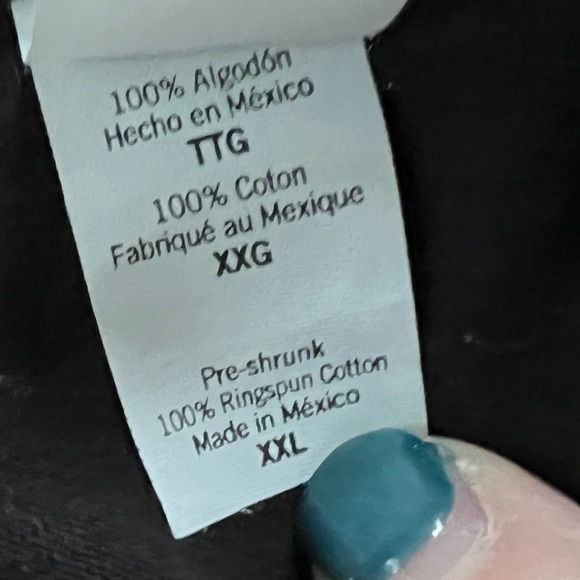 100% Algodón
Hecho en México
TTG
100% Coton
Fabriqué au Mexique
XXG
Pre-shrunk
100% Ringspun Cotton
Made in México
XXL